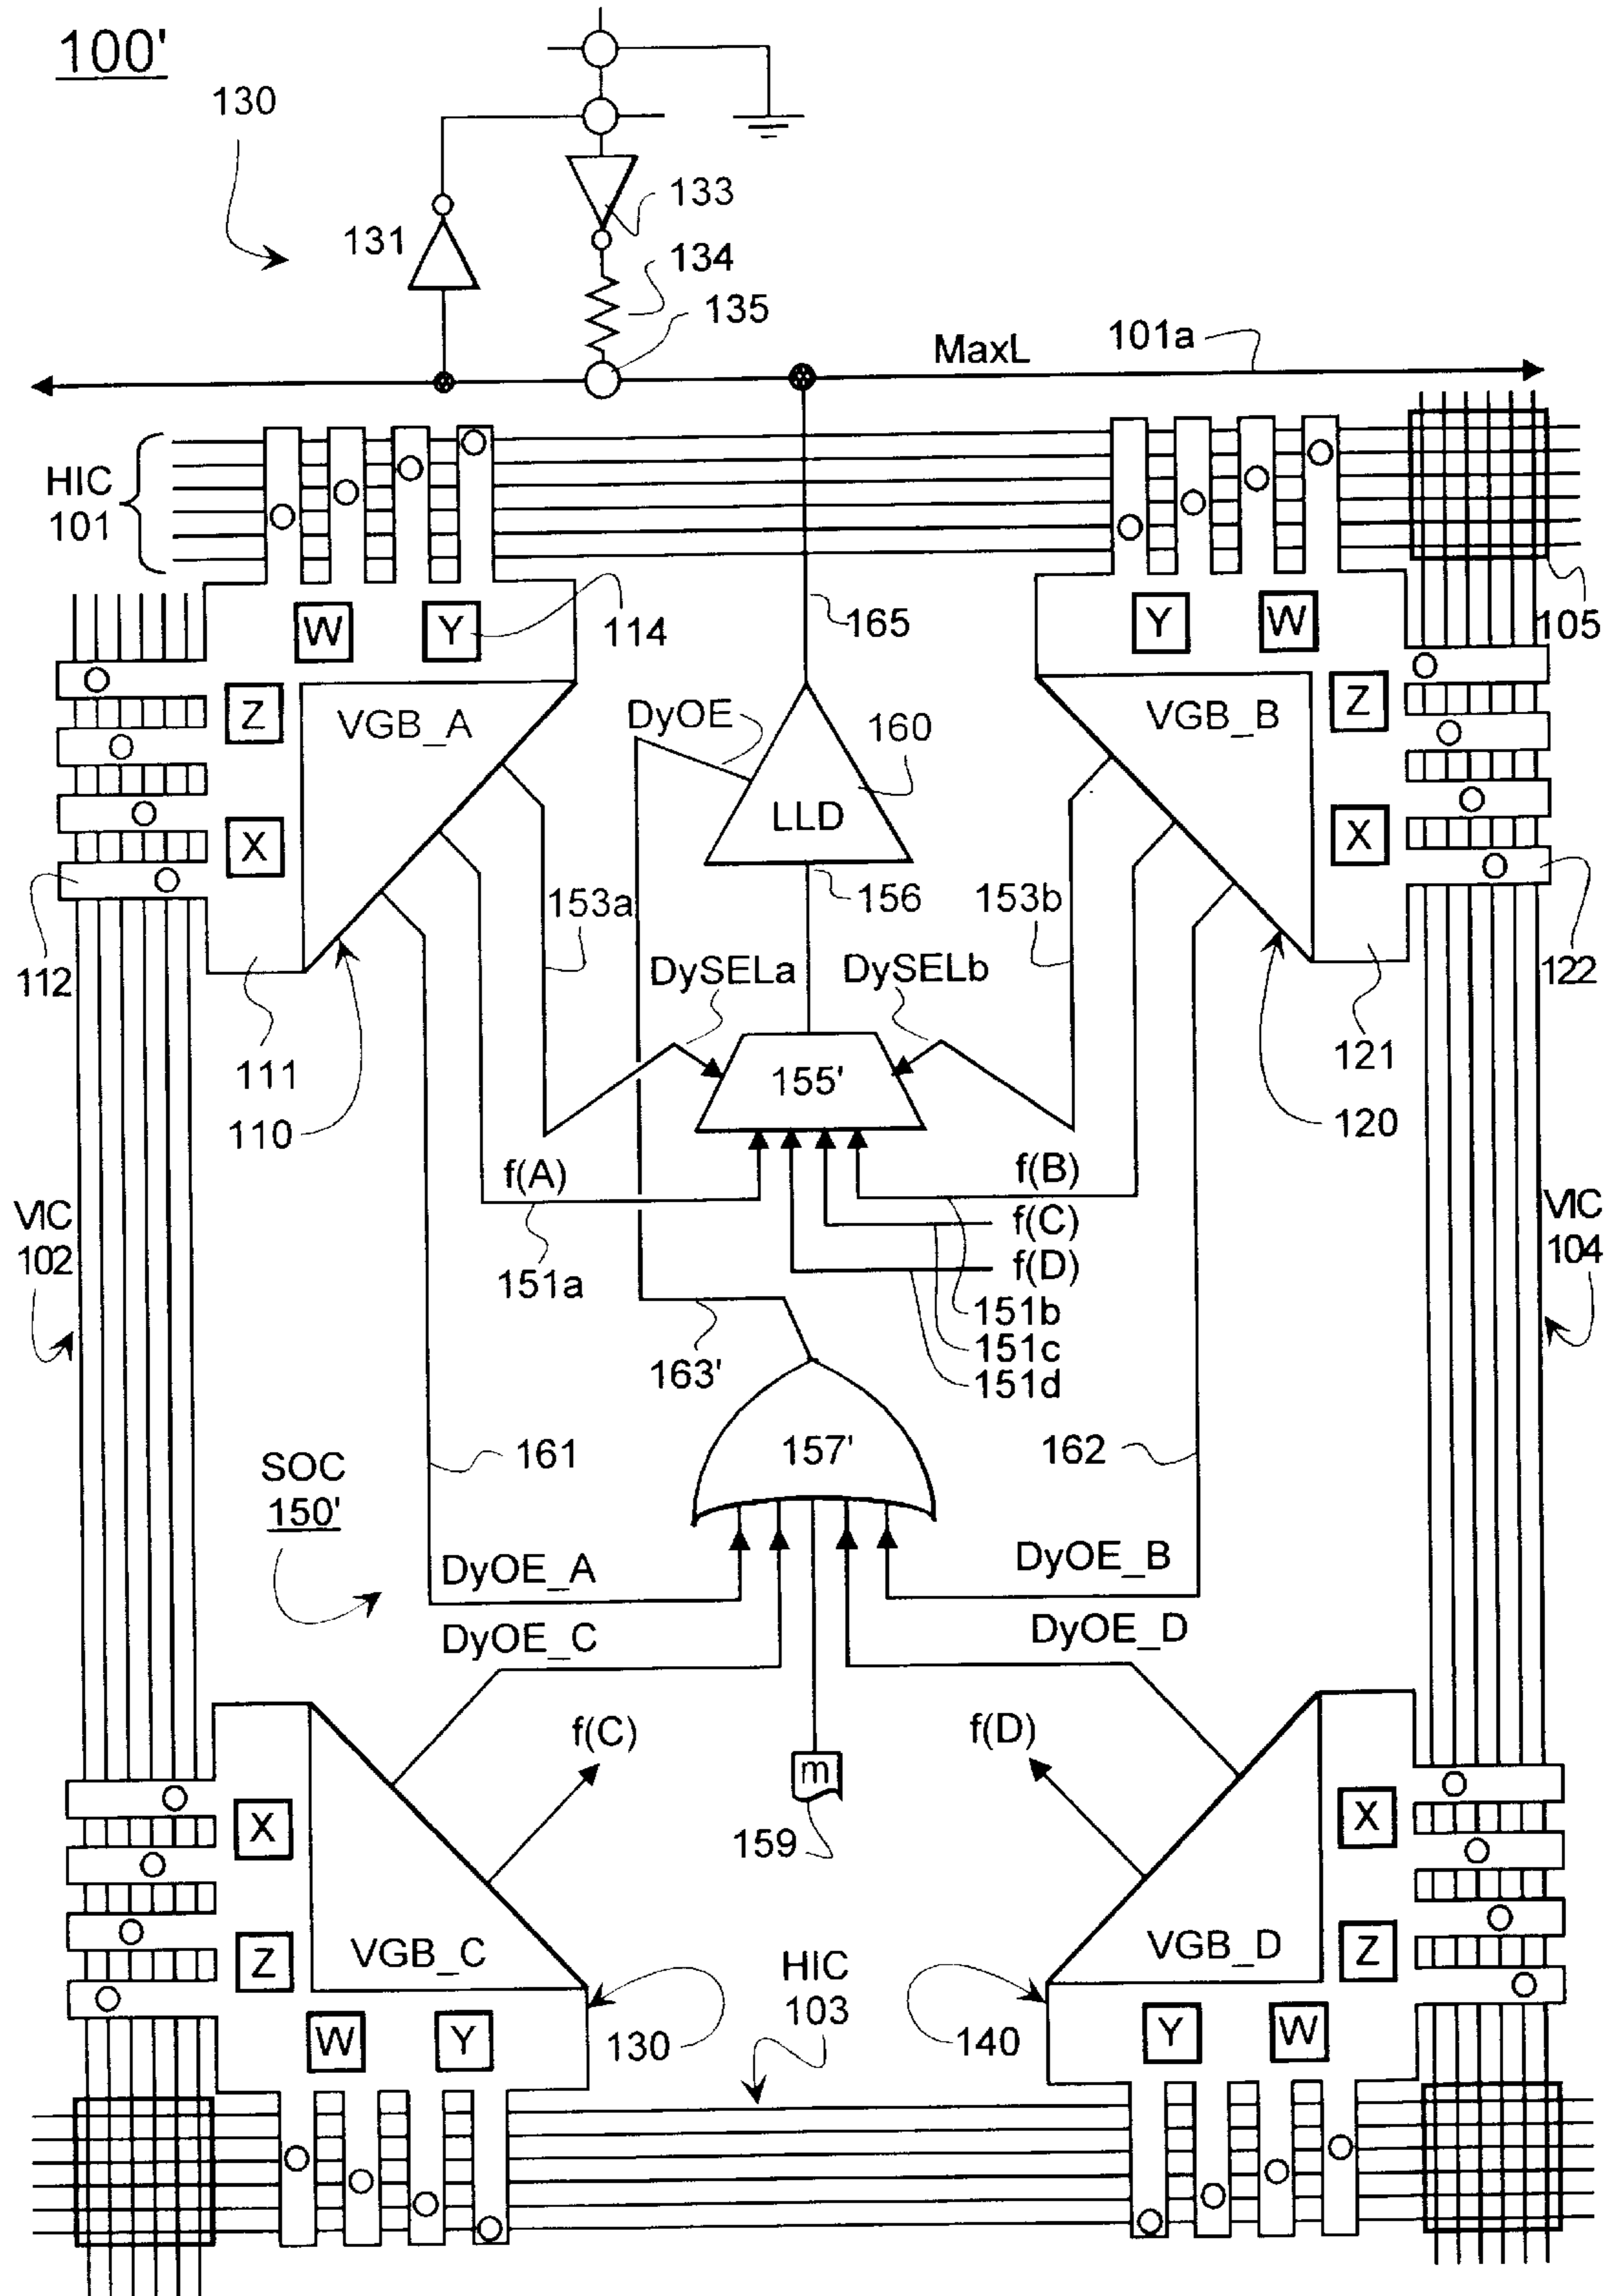 100'
130
133
131
134
135
MaxL
101a
HIC
101
W
Y
114
165
Y
W
105
Z
VGB_A
DyOE
160
VGB_B
Z
LLD
X
X
153a
156
153b
112
DySELa
DySELb
122
111
155'
121
110
120
f(A)
f(B)
VIC
102
f(C)
VIC
104
151a
f(D)
151b
151c
163'
151d
157'
161
162
SOC
150'
DyOE_A
DyOE_B
DyOE_C
DyOE_D
f(C)
f(D)
m
X
X
159
VGB_C
VGB_D
Z
Z
HIC
103
W
Y
130
140
Y
W